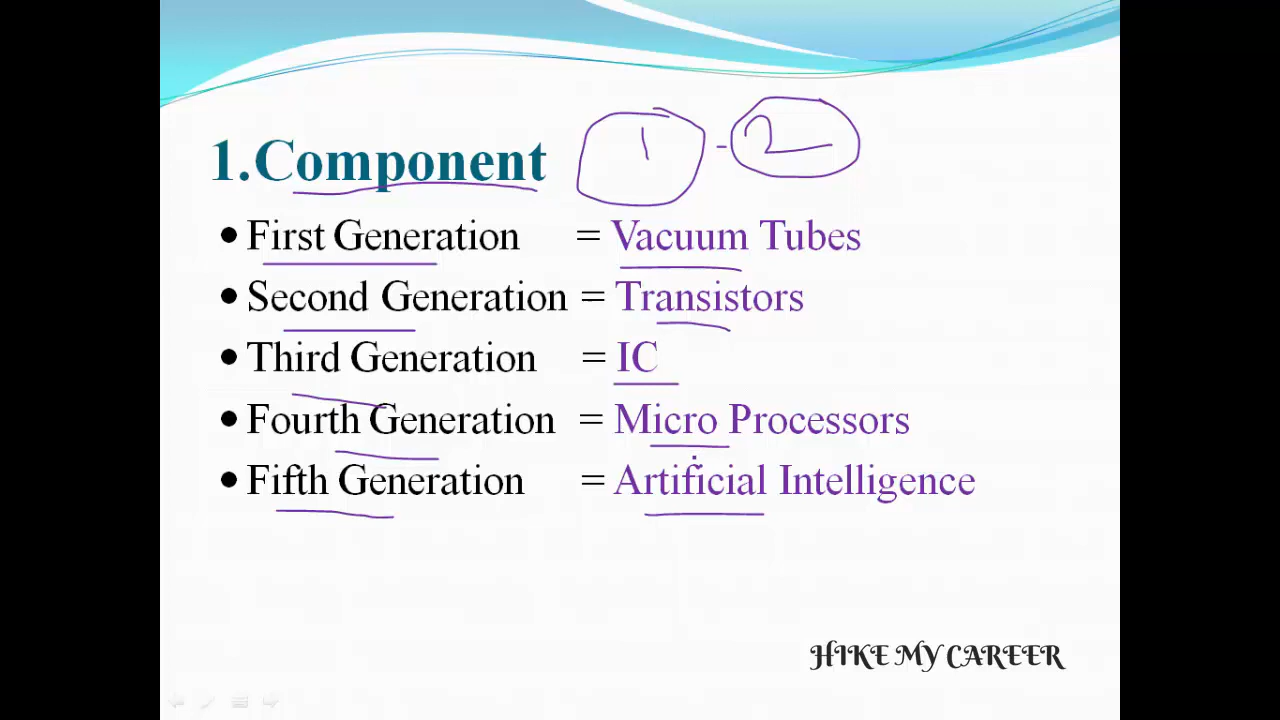 1.Component 1 - 2
• First Generation = Vacuum Tubes
• Second Generation = Transistors
• Third Generation = IC
• Fourth Generation = Micro Processors
• Fifth Generation = Artificial Intelligence
HIKE MY CAREER